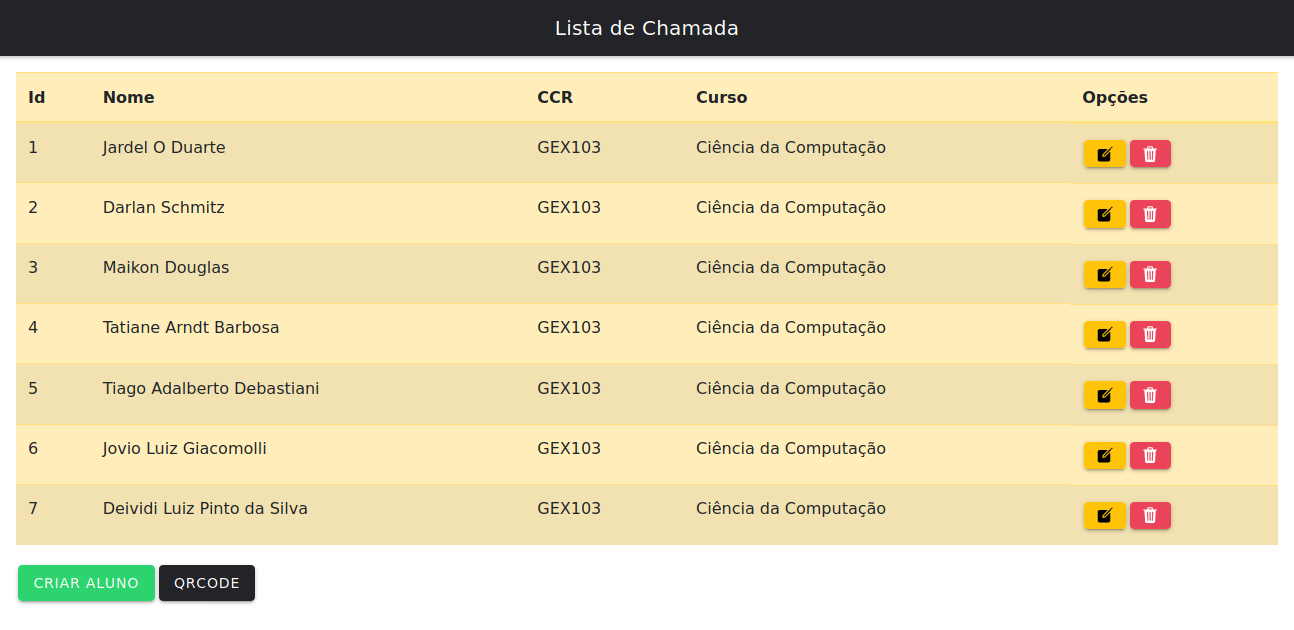 Lista de Chamada
Id Nome CCR Curso Opções
1 Jardel O Duarte GEX103 Ciência da Computação
2 Darlan Schmitz GEX103 Ciência da Computação
3 Maikon Douglas GEX103 Ciência da Computação
4 Tatiane Arndt Barbosa GEX103 Ciência da Computação
5 Tiago Adalberto Debastiani GEX103 Ciência da Computação
6 Jovio Luiz Giacomolli GEX103 Ciência da Computação
7 Deividi Luiz Pinto da Silva GEX103 Ciência da Computação
CRIAR ALUNO QRCODE